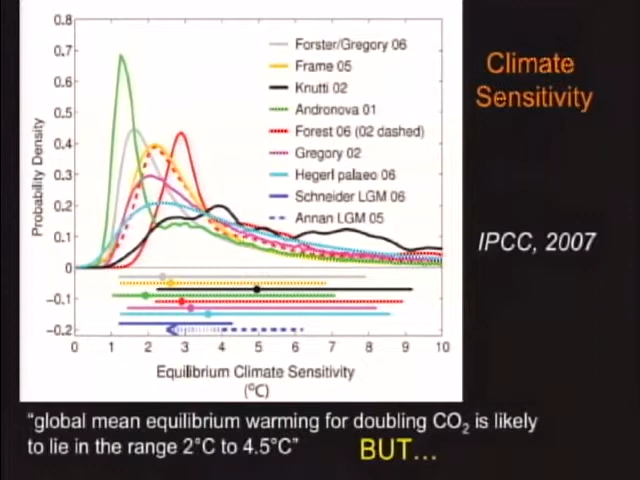 0.8
0.7
0.6
0.5
0.4
0.3
0.2
0.1
0
−0.1
−0.2
Probability Density
Forster/Gregory 06
Frame 05
Knutti 02
Andronova 01
Forest 06 (02 dashed)
Gregory 02
Hegerl palaeo 06
Schneider LGM 06
Annan LGM 05
0 1 2 3 4 5 6 7 8 9 10
Equilibrium Climate Sensitivity
(°C)
Climate
Sensitivity
IPCC, 2007
“global mean equilibrium warming for doubling CO₂ is likely
to lie in the range 2°C to 4.5°C” BUT...